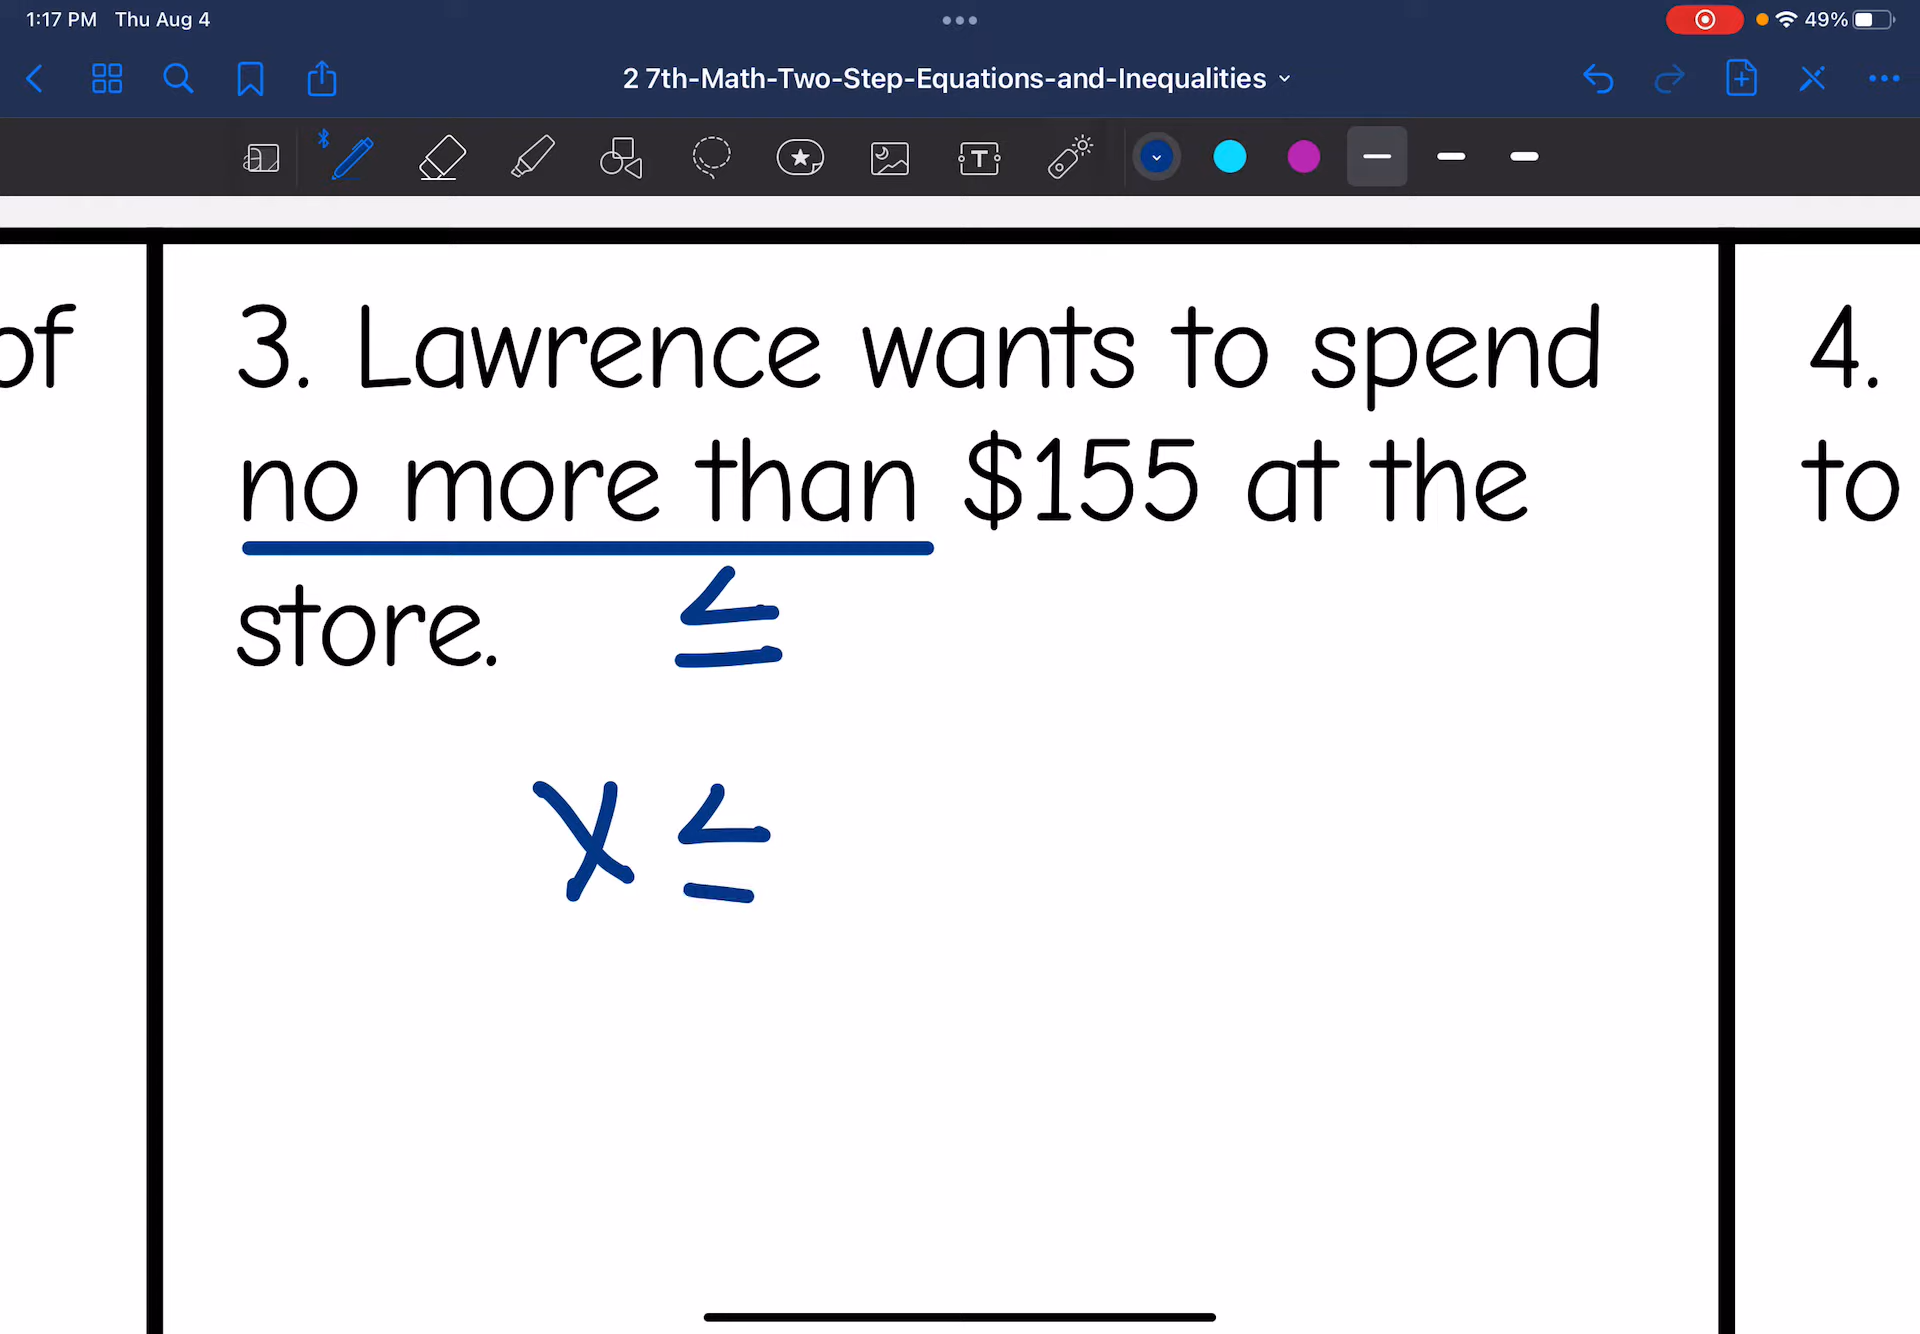 1:17 PM Thu Aug 4
49%
2 7th-Math-Two-Step-Equations-and-Inequalities
T
of
3. Lawrence wants to spend
no more than $155 at the
store.
≤
x ≤
4.
to